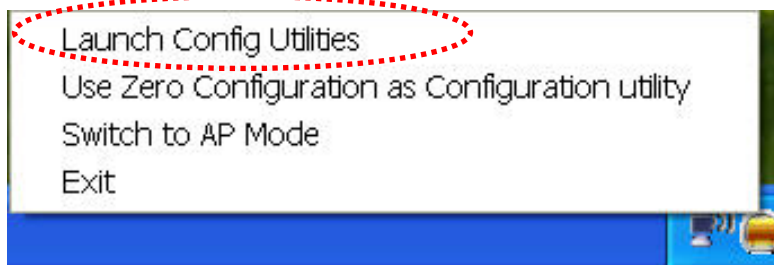 Launch Config Utilities
Use Zero Configuration as Configuration utility
Switch to AP Mode
Exit